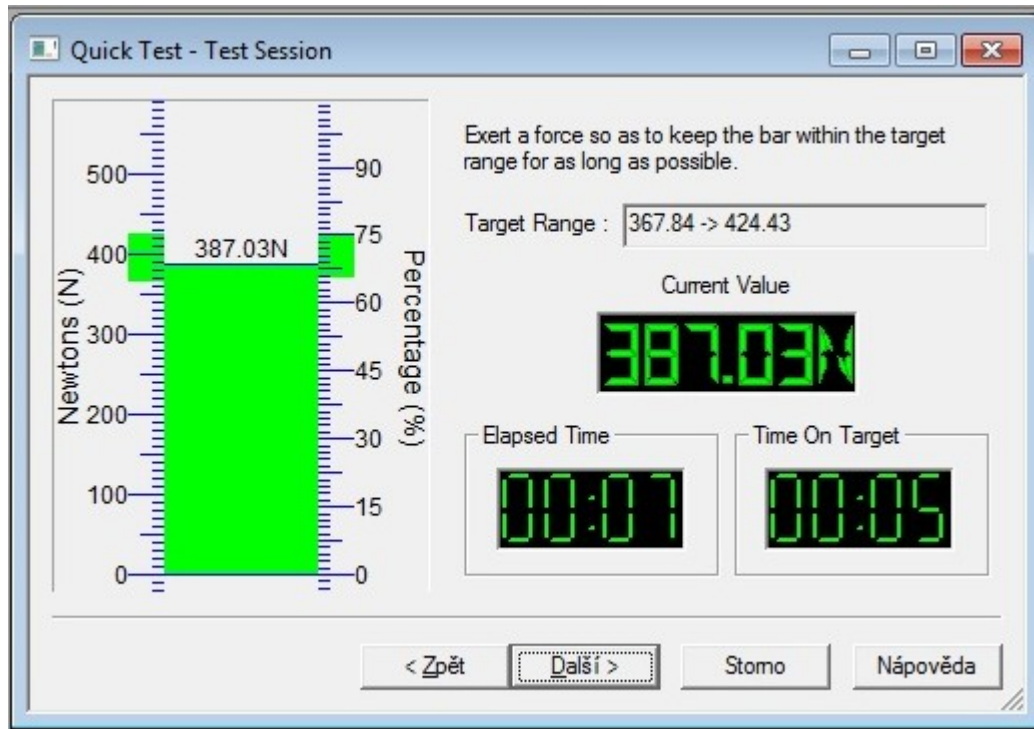 Quick Test - Test Session
Exert a force so as to keep the bar within the target
range for as long as possible.
Target Range : 367.84 -> 424.43
Current Value
387.03N
Elapsed Time
00:07
Time On Target
00:05
Newtons (N)
500
400
300
200
100
0
387.03N
90
75
60
45
30
15
0
Percentage (%)
< Zpět
Další >
Storno
Nápověda